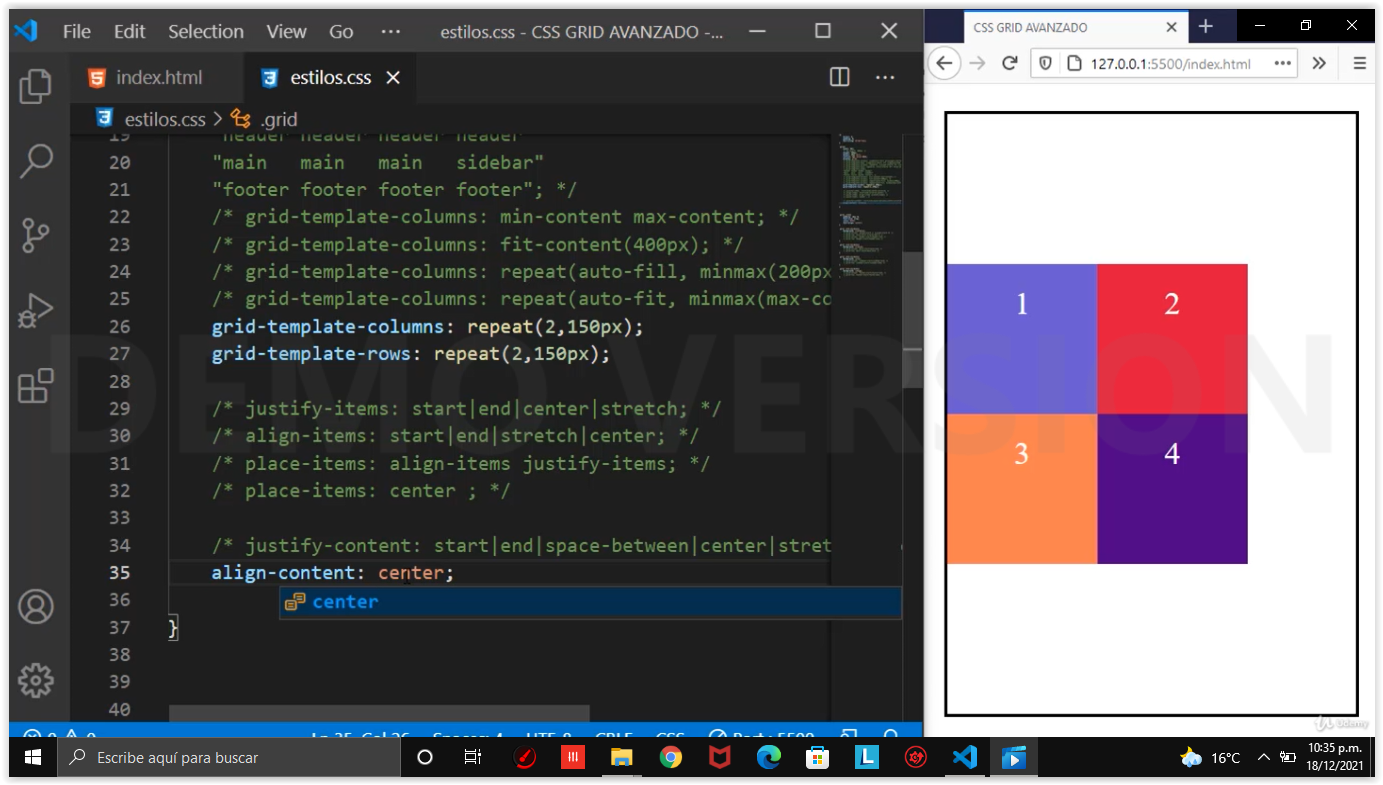 File Edit Selection View Go ··· estilos.css - CSS GRID AVANZADO -...
index.html estilos.css
estilos.css > .grid
19 "header header header header"
20 "main main main sidebar"
21 "footer footer footer footer"; */
22 /* grid-template-columns: min-content max-content; */
23 /* grid-template-columns: fit-content(400px); */
24 /* grid-template-columns: repeat(auto-fill, minmax(200px
25 /* grid-template-columns: repeat(auto-fit, minmax(max-co
26 grid-template-columns: repeat(2,150px);
27 grid-template-rows: repeat(2,150px);
28
29 /* justify-items: start|end|center|stretch; */
30 /* align-items: start|end|stretch|center; */
31 /* place-items: align-items justify-items; */
32 /* place-items: center ; */
33
34 /* justify-content: start|end|space-between|center|stret
35 align-content: center;
36 center
37 }
38
39
40
CSS GRID AVANZADO
127.0.0.1:5500/index.html
1 2
3 4
DEMO VERSION
Udemy
Escribe aquí para buscar
16°C
10:35 p.m.
18/12/2021